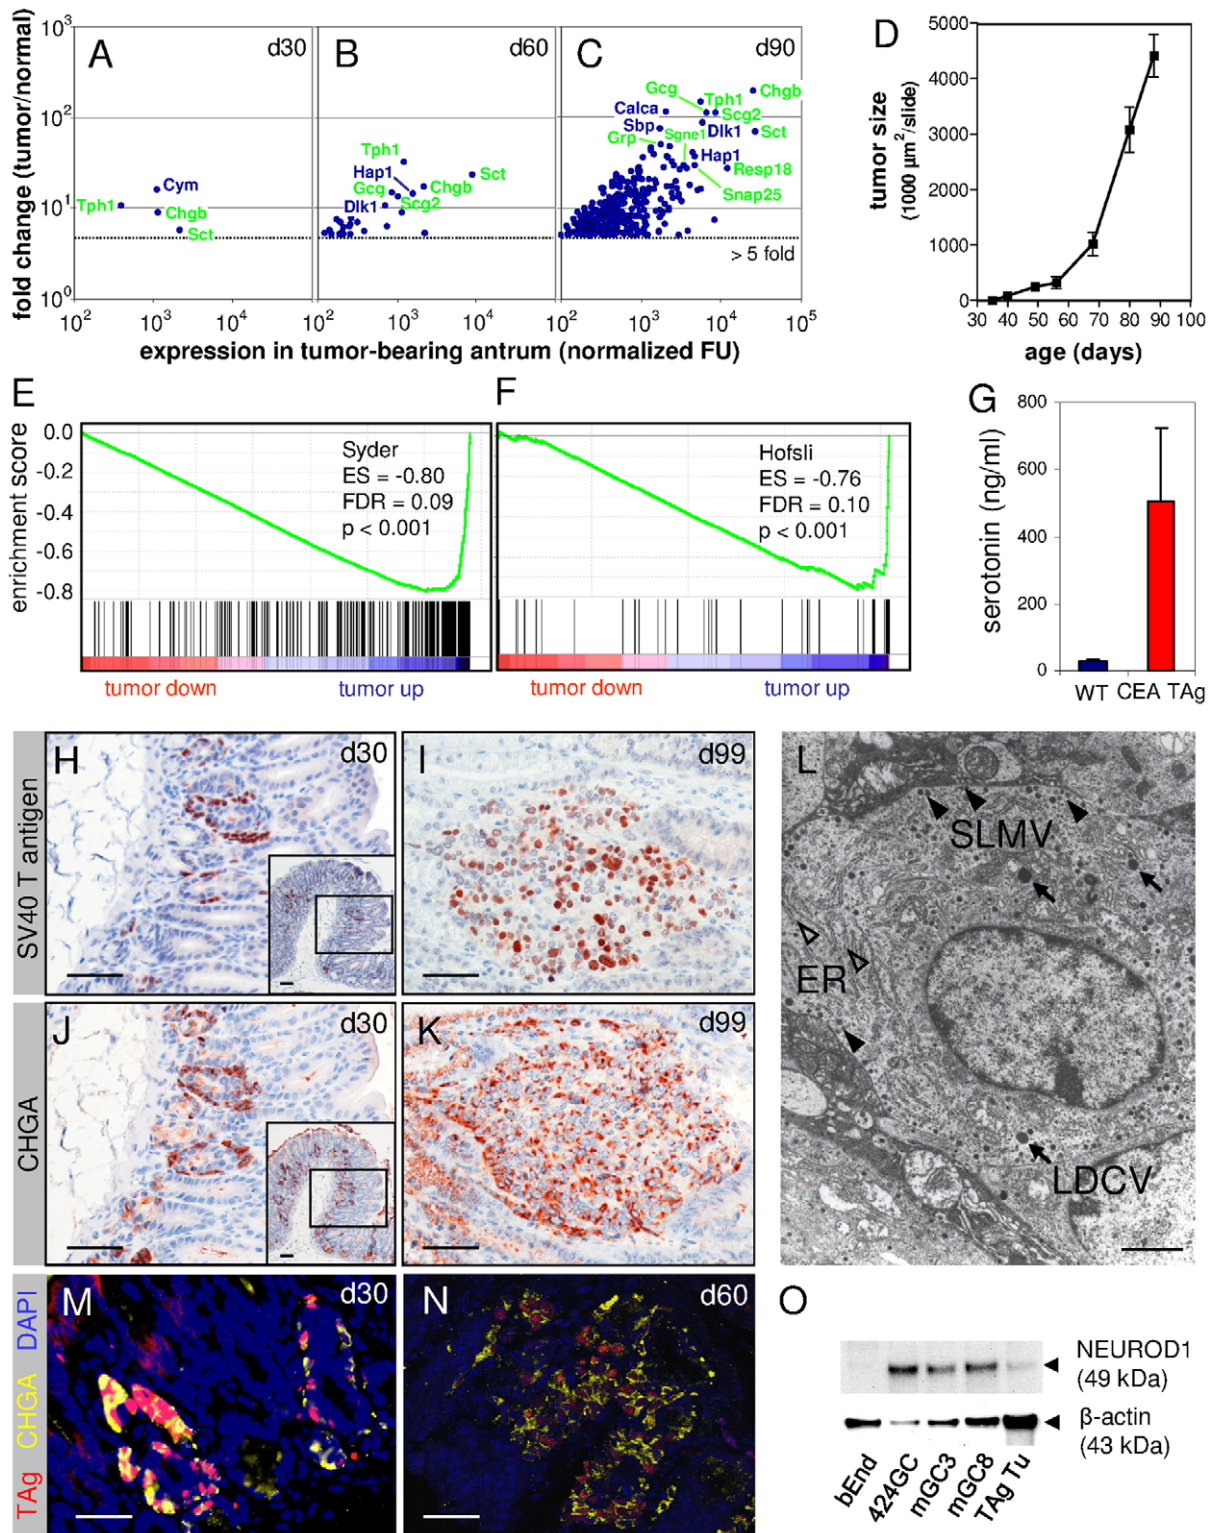 A
d30
B
d60
C
d90
10³
10²
10¹
10⁰
fold change (tumor/normal)
Cym
Tph1
Chgb
Sct
Tph1
Hap1
Sct
Gcg
Chgb
Dlk1
Scg2
Gcg
Tph1
Chgb
Calca
Scg2
Sbp
Dlk1
Sct
Grp
Sgne1
Hap1
Resp18
Snap25
> 5 fold
10² 10³ 10⁴ 10² 10³ 10⁴ 10² 10³ 10⁴ 10⁵
expression in tumor-bearing antrum (normalized FU)
D
tumor size
(1000 µm²/slide)
5000
4000
3000
2000
1000
0
30 40 50 60 70 80 90 100
age (days)
E
enrichment score
0.0
-0.2
-0.4
-0.6
-0.8
Syder
ES = -0.80
FDR = 0.09
p < 0.001
tumor down
tumor up
F
Hofsli
ES = -0.76
FDR = 0.10
p < 0.001
tumor down
tumor up
G
serotonin (ng/ml)
800
600
400
200
0
WT
CEA TAg
SV40 T antigen
H
d30
I
d99
CHGA
J
d30
K
d99
L
SLMV
ER
LDCV
TAg CHGA DAPI
M
d30
N
d60
O
NEUROD1
(49 kDa)
β-actin
(43 kDa)
bEnd
424GC
mGC3
mGC8
TAg Tu